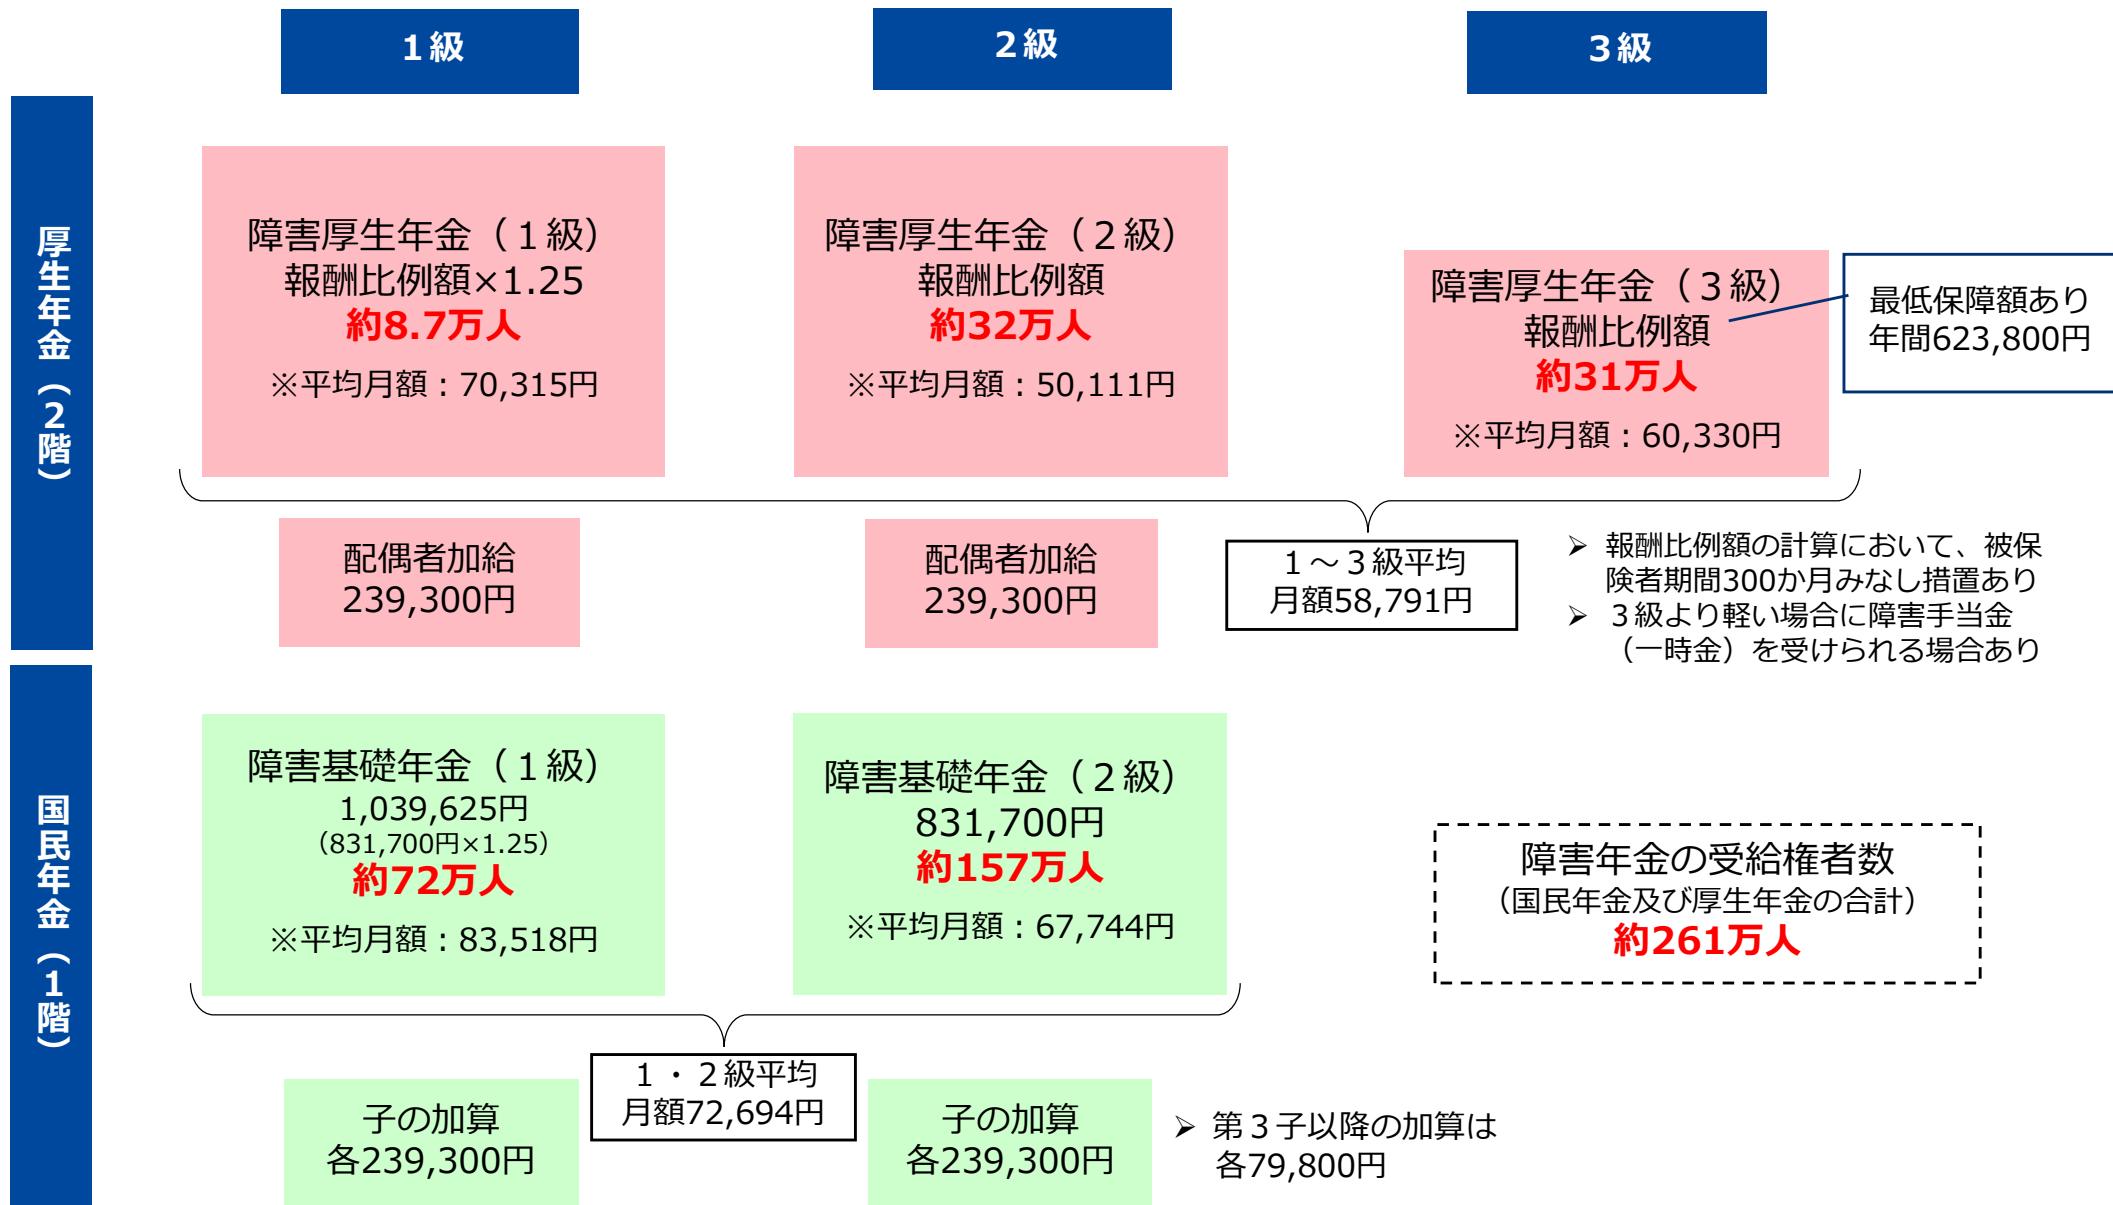 １級
２級
３級
厚生年金（２階）
障害厚生年金（１級）
報酬比例額×1.25
約8.7万人
※平均月額：70,315円
障害厚生年金（２級）
報酬比例額
約32万人
※平均月額：50,111円
障害厚生年金（３級）
報酬比例額
約31万人
※平均月額：60,330円
最低保障額あり
年間623,800円
配偶者加給
239,300円
配偶者加給
239,300円
１～３級平均
月額58,791円
➢ 報酬比例額の計算において、被保
険者期間300か月みなし措置あり
➢ ３級より軽い場合に障害手当金
（一時金）を受けられる場合あり
国民年金（１階）
障害基礎年金（１級）
1,039,625円
（831,700円×1.25）
約72万人
※平均月額：83,518円
障害基礎年金（２級）
831,700円
約157万人
※平均月額：67,744円
障害年金の受給権者数
（国民年金及び厚生年金の合計）
約261万人
１・２級平均
月額72,694円
子の加算
各239,300円
子の加算
各239,300円
➢ 第３子以降の加算は
各79,800円